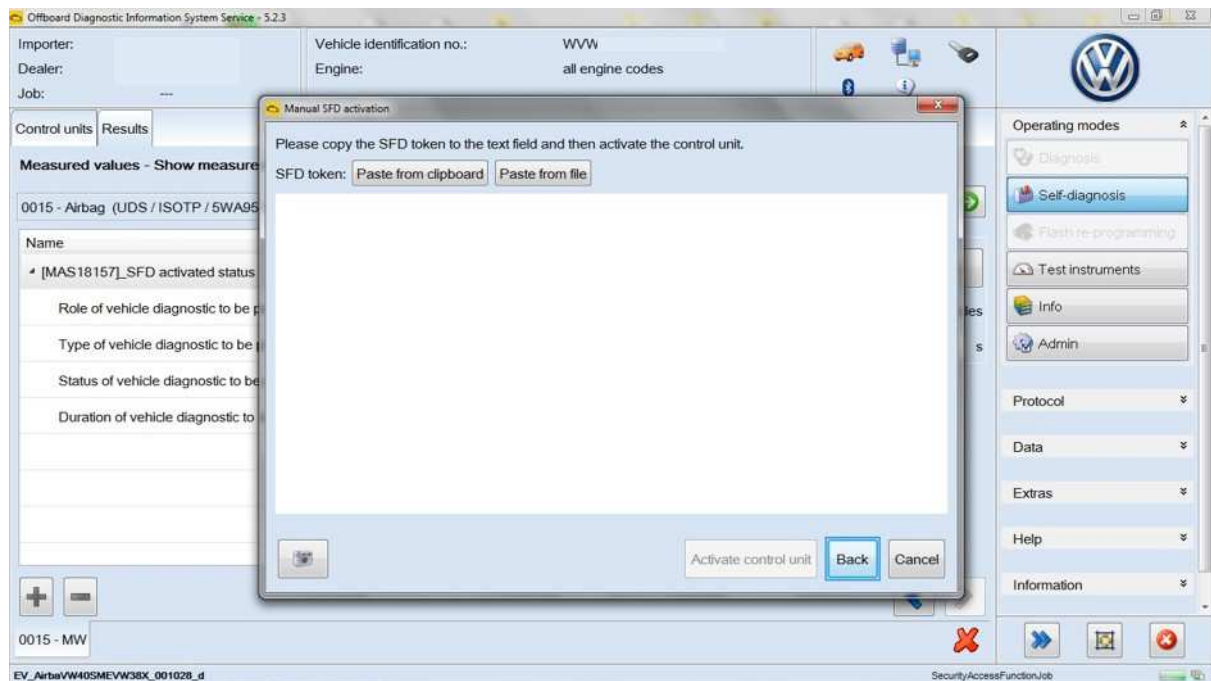 Offboard Diagnostic Information System Service - 5.2.3
Importer:
Dealer:
Job: ---
Vehicle identification no.: WVW
Engine: all engine codes
Control units Results
Measured values - Show measure
0015 - Airbag (UDS / ISOTP / 5WA95
Name
[MAS18157]_SFD activated status
Role of vehicle diagnostic to be p
Type of vehicle diagnostic to be
Status of vehicle diagnostic to be
Duration of vehicle diagnostic to
les
s
0015 - MW
EV_AirbaVW40SMEVW38X_001028_d
SecurityAccessFunctionJob
Manual SFD activation
Please copy the SFD token to the text field and then activate the control unit.
SFD token: Paste from clipboard Paste from file
Activate control unit Back Cancel
Operating modes
Diagnosis
Self-diagnosis
Flash re-programming
Test instruments
Info
Admin
Protocol
Data
Extras
Help
Information